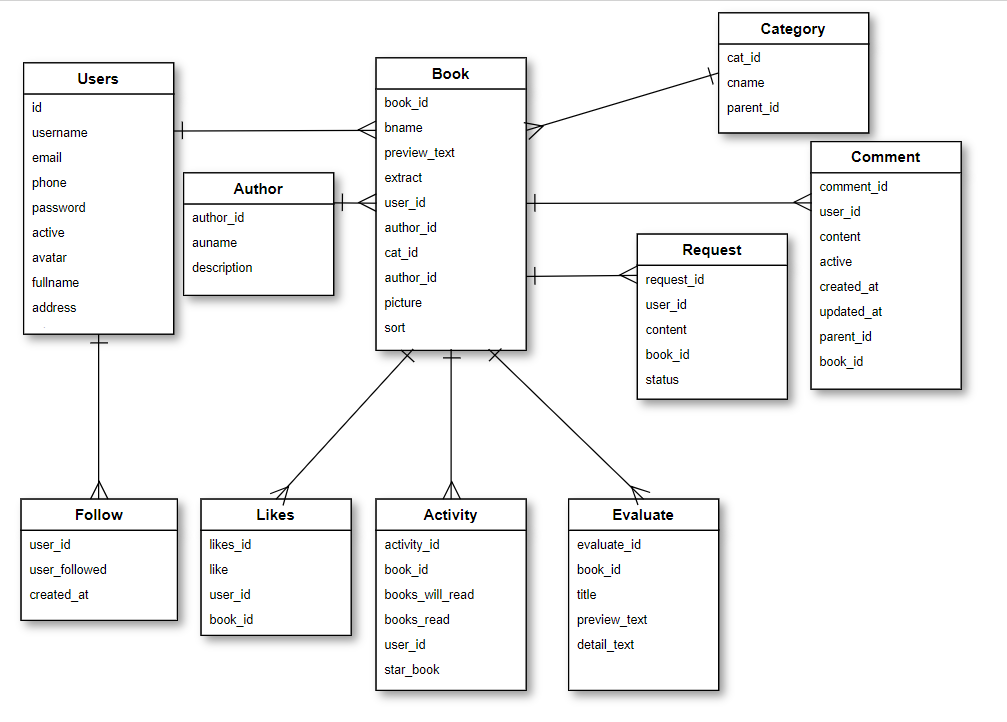 Users
id
username
email
phone
password
active
avatar
fullname
address
Author
author_id
auname
description
Book
book_id
bname
preview_text
extract
user_id
author_id
cat_id
author_id
picture
sort
Category
cat_id
cname
parent_id
Comment
comment_id
user_id
content
active
created_at
updated_at
parent_id
book_id
Request
request_id
user_id
content
book_id
status
Follow
user_id
user_followed
created_at
Likes
likes_id
like
user_id
book_id
Activity
activity_id
book_id
books_will_read
books_read
user_id
star_book
Evaluate
evaluate_id
book_id
title
preview_text
detail_text